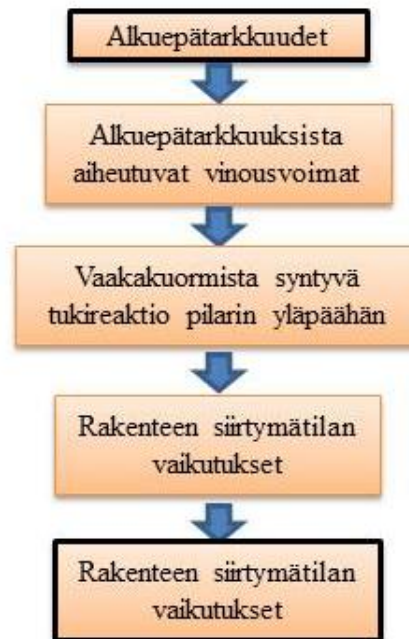 Alkuepätarkkuudet
Alkuepätarkkuuksista
aiheutuvat vinousvoimat
Vaakakuormista syntyvä
tukireaktio pilarin yläpäähän
Rakenteen siirtymätilan
vaikutukset
Rakenteen siirtymätilan
vaikutukset